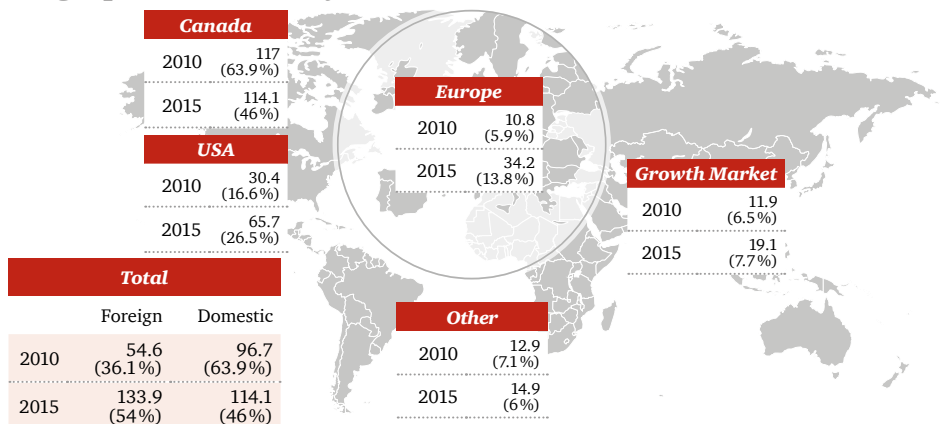 Canada
2010 117
(63.9%)
2015 114.1
(46%)
USA
2010 30.4
(16.6%)
2015 65.7
(26.5%)
Europe
2010 10.8
(5.9%)
2015 34.2
(13.8%)
Growth Market
2010 11.9
(6.5%)
2015 19.1
(7.7%)
Other
2010 12.9
(7.1%)
2015 14.9
(6%)
Total
Foreign Domestic
2010 54.6 96.7
(36.1%) (63.9%)
2015 133.9 114.1
(54%) (46%)